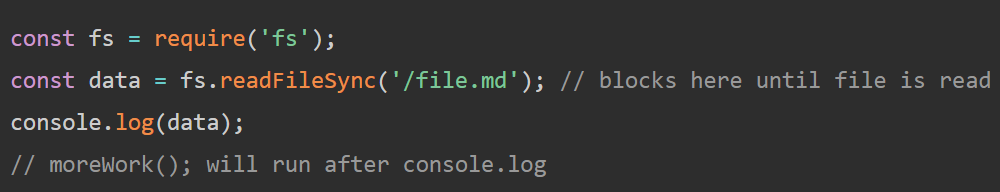 const fs = require('fs');
const data = fs.readFileSync('/file.md'); // blocks here until file is read
console.log(data);
// moreWork(); will run after console.log